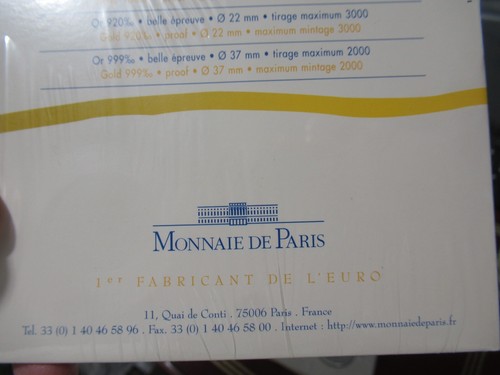 Or 920‰ • belle épreuve • Ø 22 mm • tirage maximum 3000
Gold 920‰ • proof • Ø 22 mm • maximum mintage 3000
Or 999‰ • belle épreuve • Ø 37 mm • tirage maximum 2000
Gold 999‰ • proof • Ø 37 mm • maximum mintage 2000
MONNAIE DE PARIS
1er FABRICANT DE L'EURO
11, Quai de Conti . 75006 Paris . France
Tel. 33 (0) 1 40 46 58 96 . Fax. 33 (0) 1 40 46 58 00 . Internet : http://www.monnaiedeparis.fr